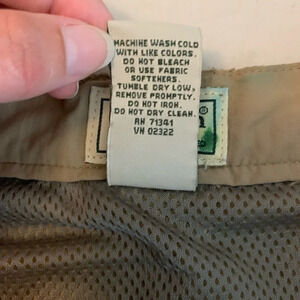 MACHINE WASH COLD
WITH LIKE COLORS.
DO NOT BLEACH
OR USE FABRIC
SOFTENERS.
TUMBLE DRY LOW,
REMOVE PROMPTLY.
DO NOT IRON.
DO NOT DRY CLEAN.
RN 71341
VN 02322